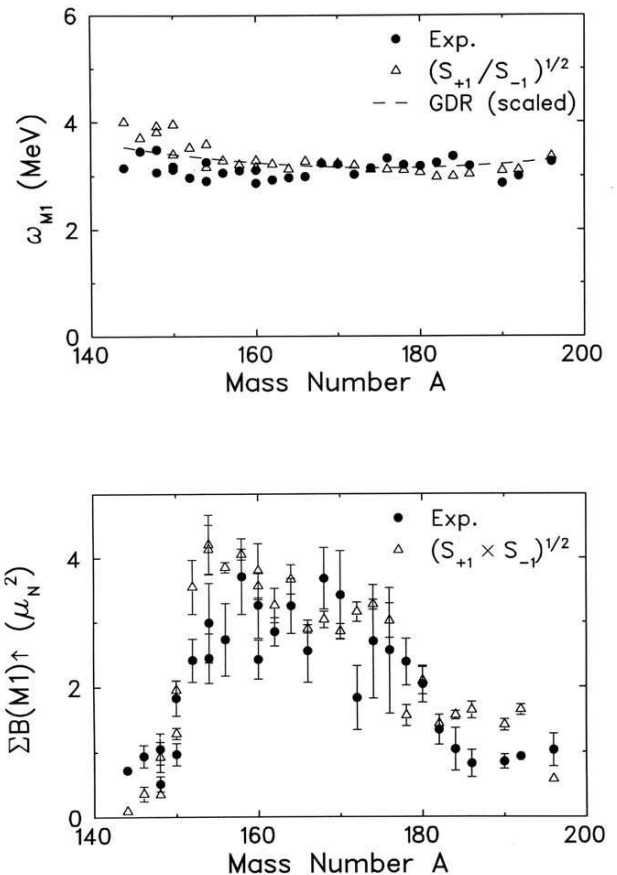 6
4
2
0
ω_M1 (MeV)
● Exp.
△ (S_+1/S_-1)^1/2
– – GDR (scaled)
140 160 180 200
Mass Number A
4
2
0
ΣB(M1)↑ (μ_N^2)
● Exp.
△ (S_+1 × S_-1)^1/2
140 160 180 200
Mass Number A